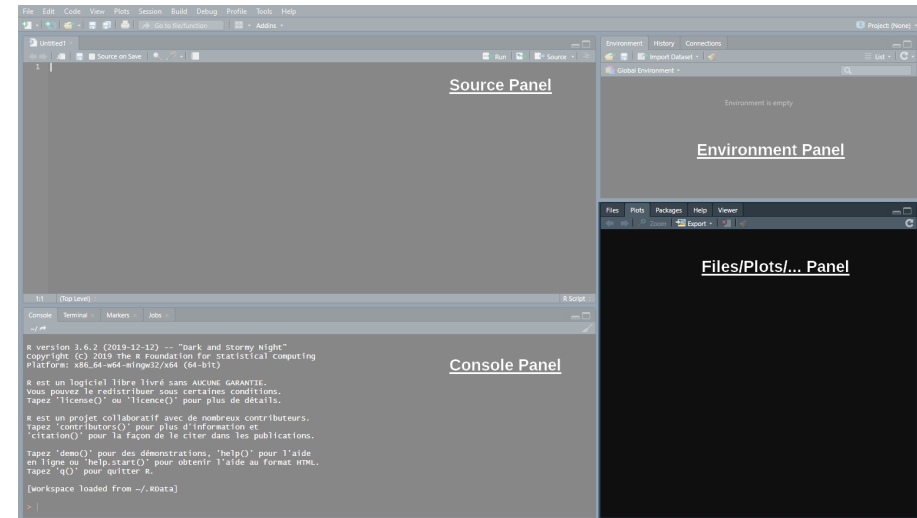 File Edit Code View Plots Session Build Debug Profile Tools Help
Go to file/function Addins Project: (None)
Untitled1
Source on Save Run Source
1
Source Panel
1:1 (Top Level) R Script
Environment History Connections
Import Dataset List
Global Environment
Environment is empty
Environment Panel
Files Plots Packages Help Viewer
Zoom Export
Files/Plots/... Panel
Console Terminal Markers Jobs
~/
R version 3.6.2 (2019-12-12) -- "Dark and Stormy Night"
Copyright (C) 2019 The R Foundation for Statistical Computing
Platform: x86_64-w64-mingw32/x64 (64-bit)
R est un logiciel libre livré sans AUCUNE GARANTIE.
Vous pouvez le redistribuer sous certaines conditions.
Tapez 'license()' ou 'licence()' pour plus de détails.
R est un projet collaboratif avec de nombreux contributeurs.
Tapez 'contributors()' pour plus d'information et
'citation()' pour la façon de le citer dans les publications.
Tapez 'demo()' pour des démonstrations, 'help()' pour l'aide
en ligne ou 'help.start()' pour obtenir l'aide au format HTML.
Tapez 'q()' pour quitter R.
[Workspace loaded from ~/.RData]
>
Console Panel